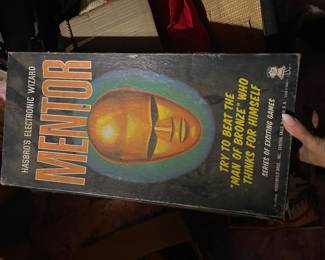 HASBRO'S ELECTRONIC WIZARD
MENTOR
TRY TO BEAT THE
"MAN OF BRONZE" WHO
THINKS FOR HIMSELF
SERIES OF EXCITING GAMES